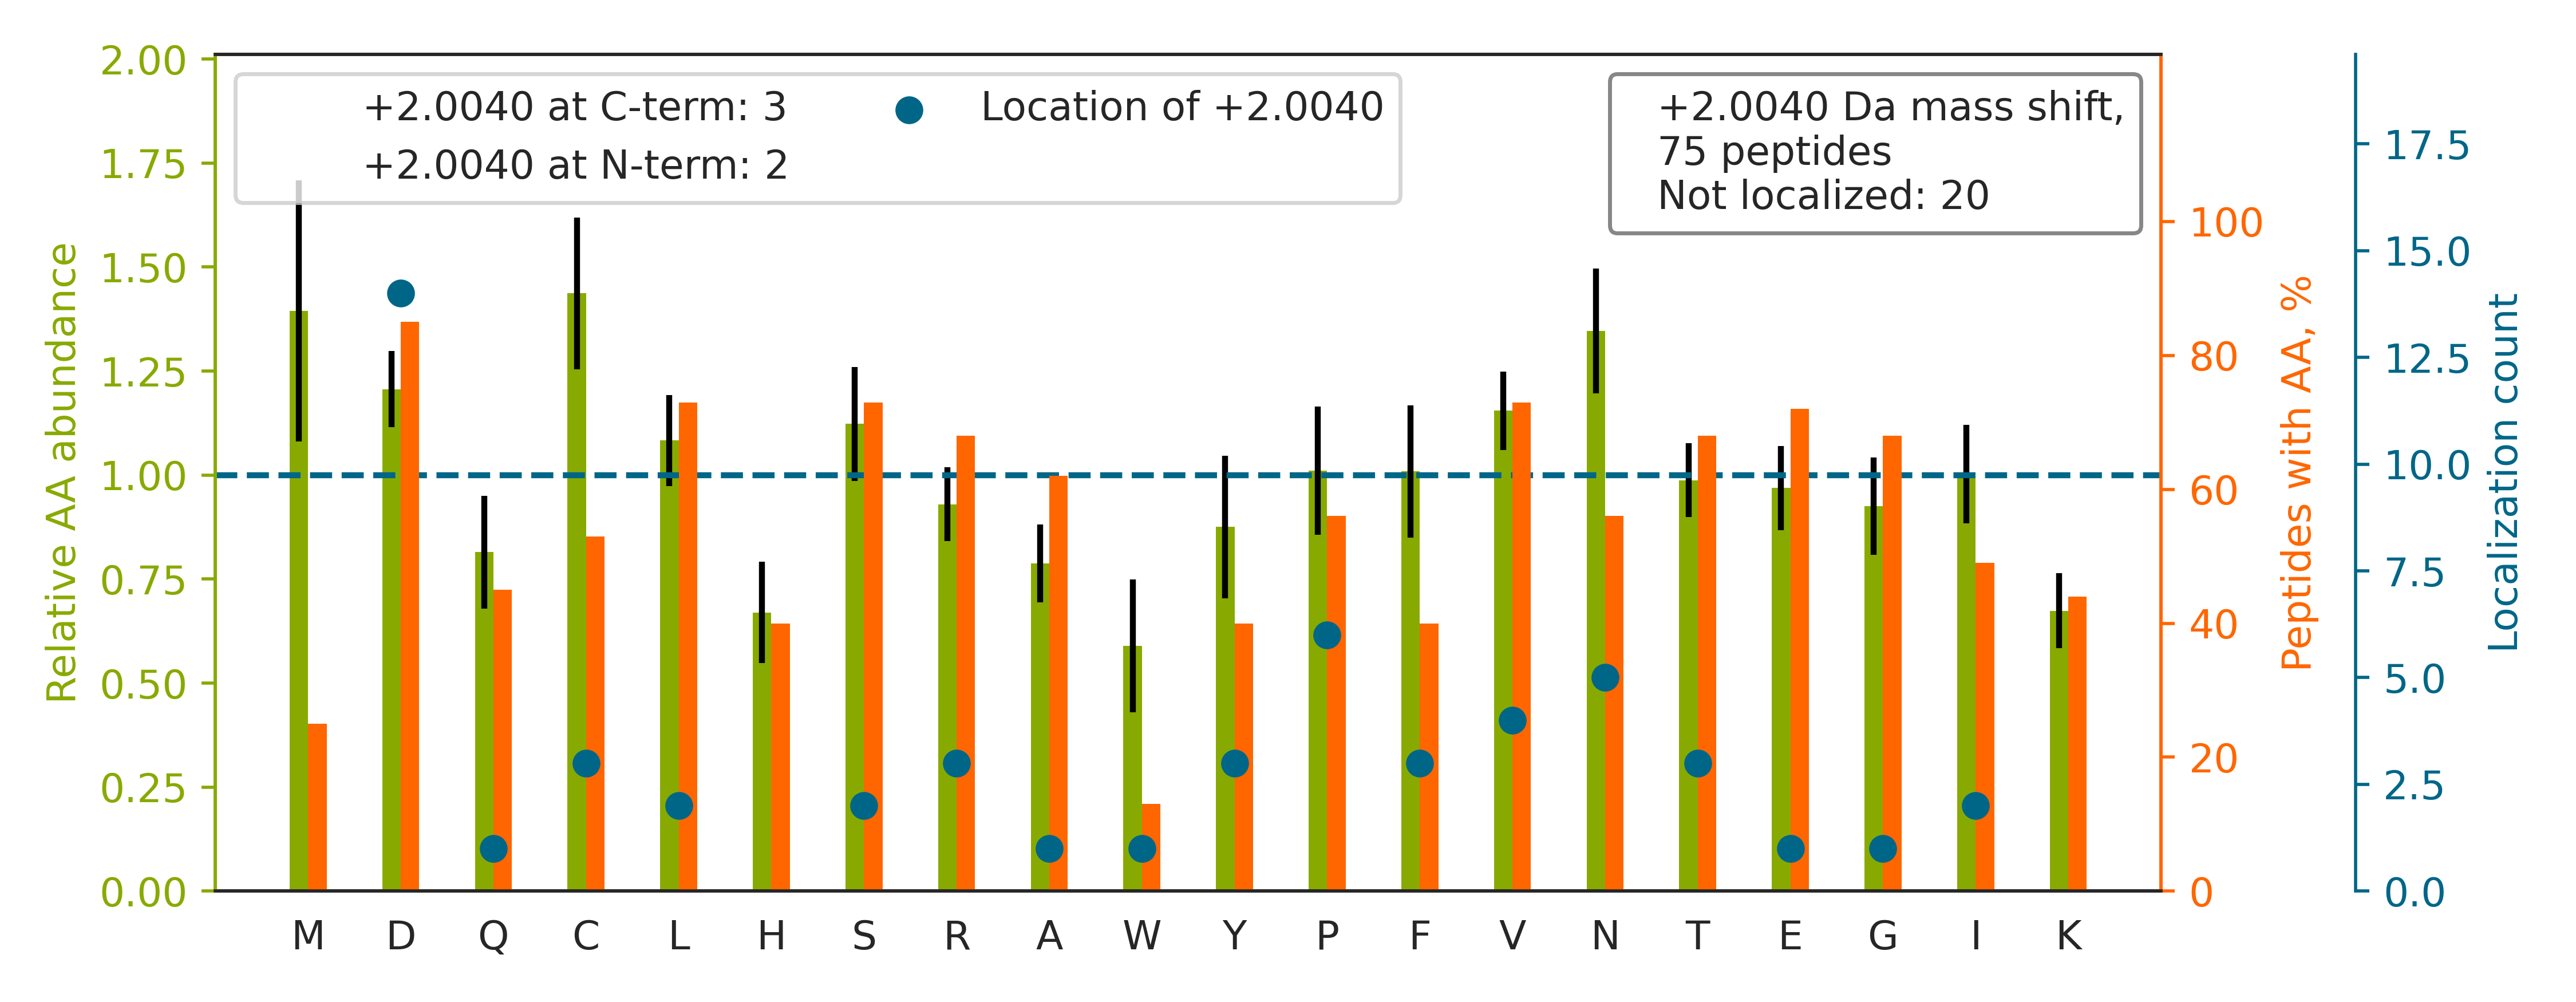 +2.0040 at C-term: 3
+2.0040 at N-term: 2
Location of +2.0040
+2.0040 Da mass shift,
75 peptides
Not localized: 20
Relative AA abundance
2.00
1.75
1.50
1.25
1.00
0.75
0.50
0.25
0.00
M D Q C L H S R A W Y P F V N T E G I K
100
80
60
40
20
0
Peptides with AA, %
17.5
15.0
12.5
10.0
7.5
5.0
2.5
0.0
Localization count